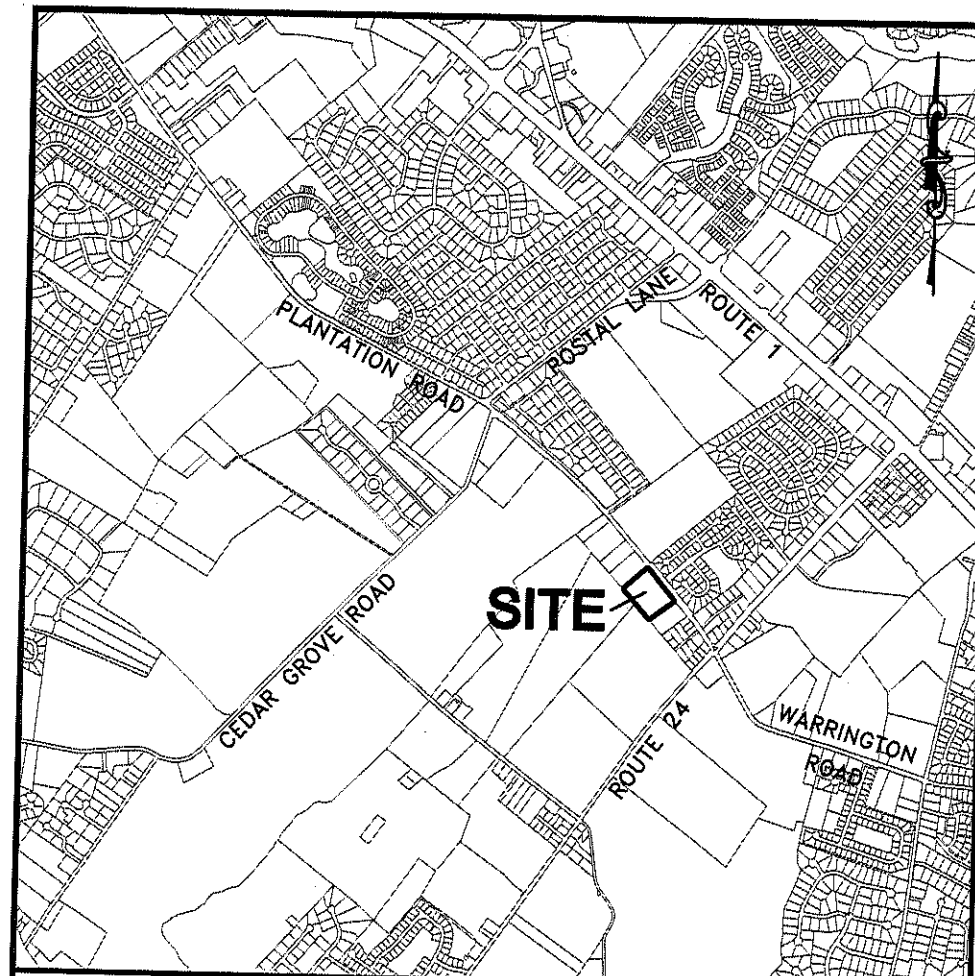 ROUTE 1
POSTAL LANE
PLANTATION ROAD
SITE
CEDAR GROVE ROAD
ROUTE 24
WARRINGTON
ROAD